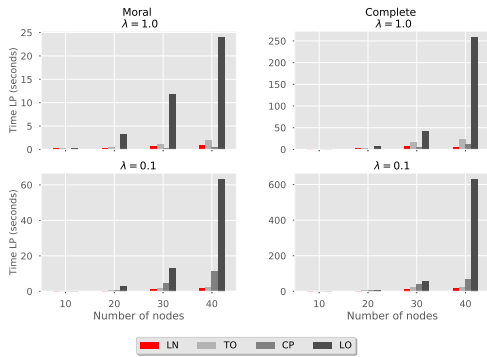 Moral
λ = 1.0
Complete
λ = 1.0
Time LP (seconds)
25
20
15
10
5
0
250
200
150
100
50
0
λ = 0.1
λ = 0.1
Time LP (seconds)
60
40
20
0
600
400
200
0
10 20 30 40
10 20 30 40
Number of nodes
Number of nodes
LN TO CP LO